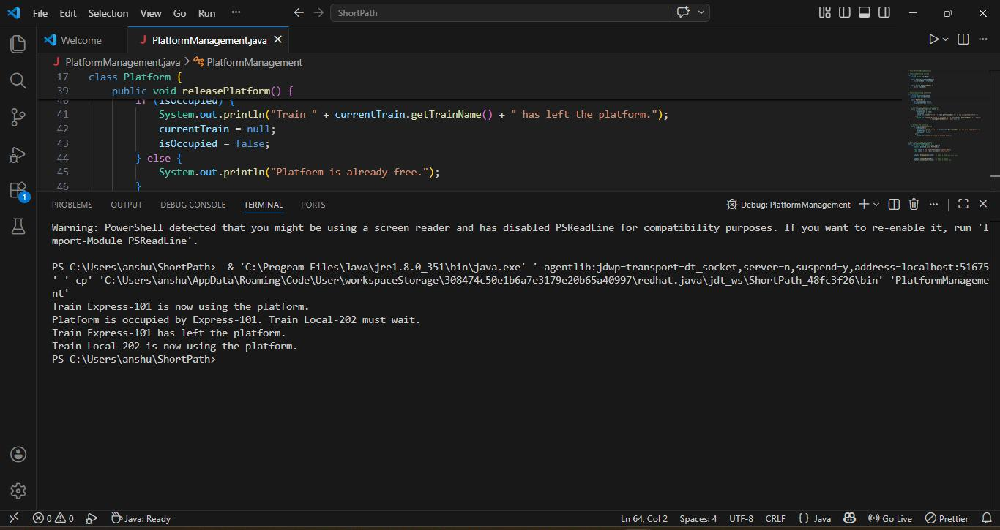 File Edit Selection View Go Run ··· ShortPath
Welcome PlatformManagement.java
PlatformManagement.java > PlatformManagement
17 class Platform {
39 public void releasePlatform() {
40 if (isOccupied) {
41 System.out.println("Train " + currentTrain.getTrainName() + " has left the platform.");
42 currentTrain = null;
43 isOccupied = false;
44 } else {
45 System.out.println("Platform is already free.");
46 }
1
PROBLEMS OUTPUT DEBUG CONSOLE TERMINAL PORTS Debug: PlatformManagement
Warning: PowerShell detected that you might be using a screen reader and has disabled PSReadLine for compatibility purposes. If you want to re-enable it, run 'I
mport-Module PSReadLine'.
PS C:\Users\anshu\ShortPath>  & 'C:\Program Files\Java\jre1.8.0_351\bin\java.exe' '-agentlib:jdwp=transport=dt_socket,server=n,suspend=y,address=localhost:51675
' '-cp' 'C:\Users\anshu\AppData\Roaming\Code\User\workspaceStorage\308474c50e1b6a7e3179e20b65a40997\redhat.java\jdt_ws\ShortPath_48fc3f26\bin' 'PlatformManageme
nt'
Train Express-101 is now using the platform.
Platform is occupied by Express-101. Train Local-202 must wait.
Train Express-101 has left the platform.
Train Local-202 is now using the platform.
PS C:\Users\anshu\ShortPath>
0 0 Java: Ready Ln 64, Col 2 Spaces: 4 UTF-8 CRLF {} Java Go Live Prettier